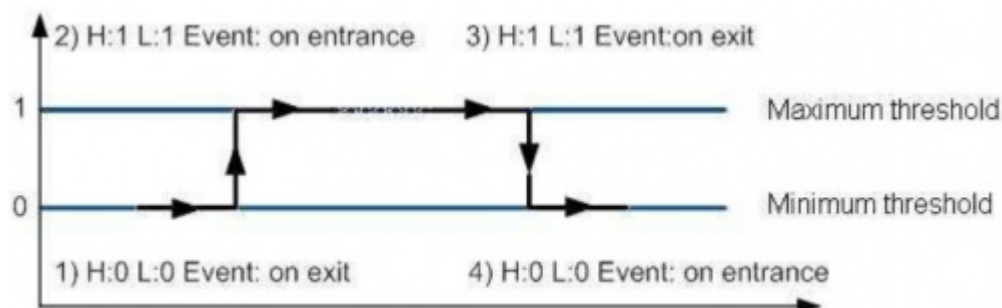 2) H:1 L:1 Event: on entrance 3) H:1 L:1 Event:on exit
1 Maximum threshold
0 Minimum threshold
1) H:0 L:0 Event: on exit 4) H:0 L:0 Event: on entrance